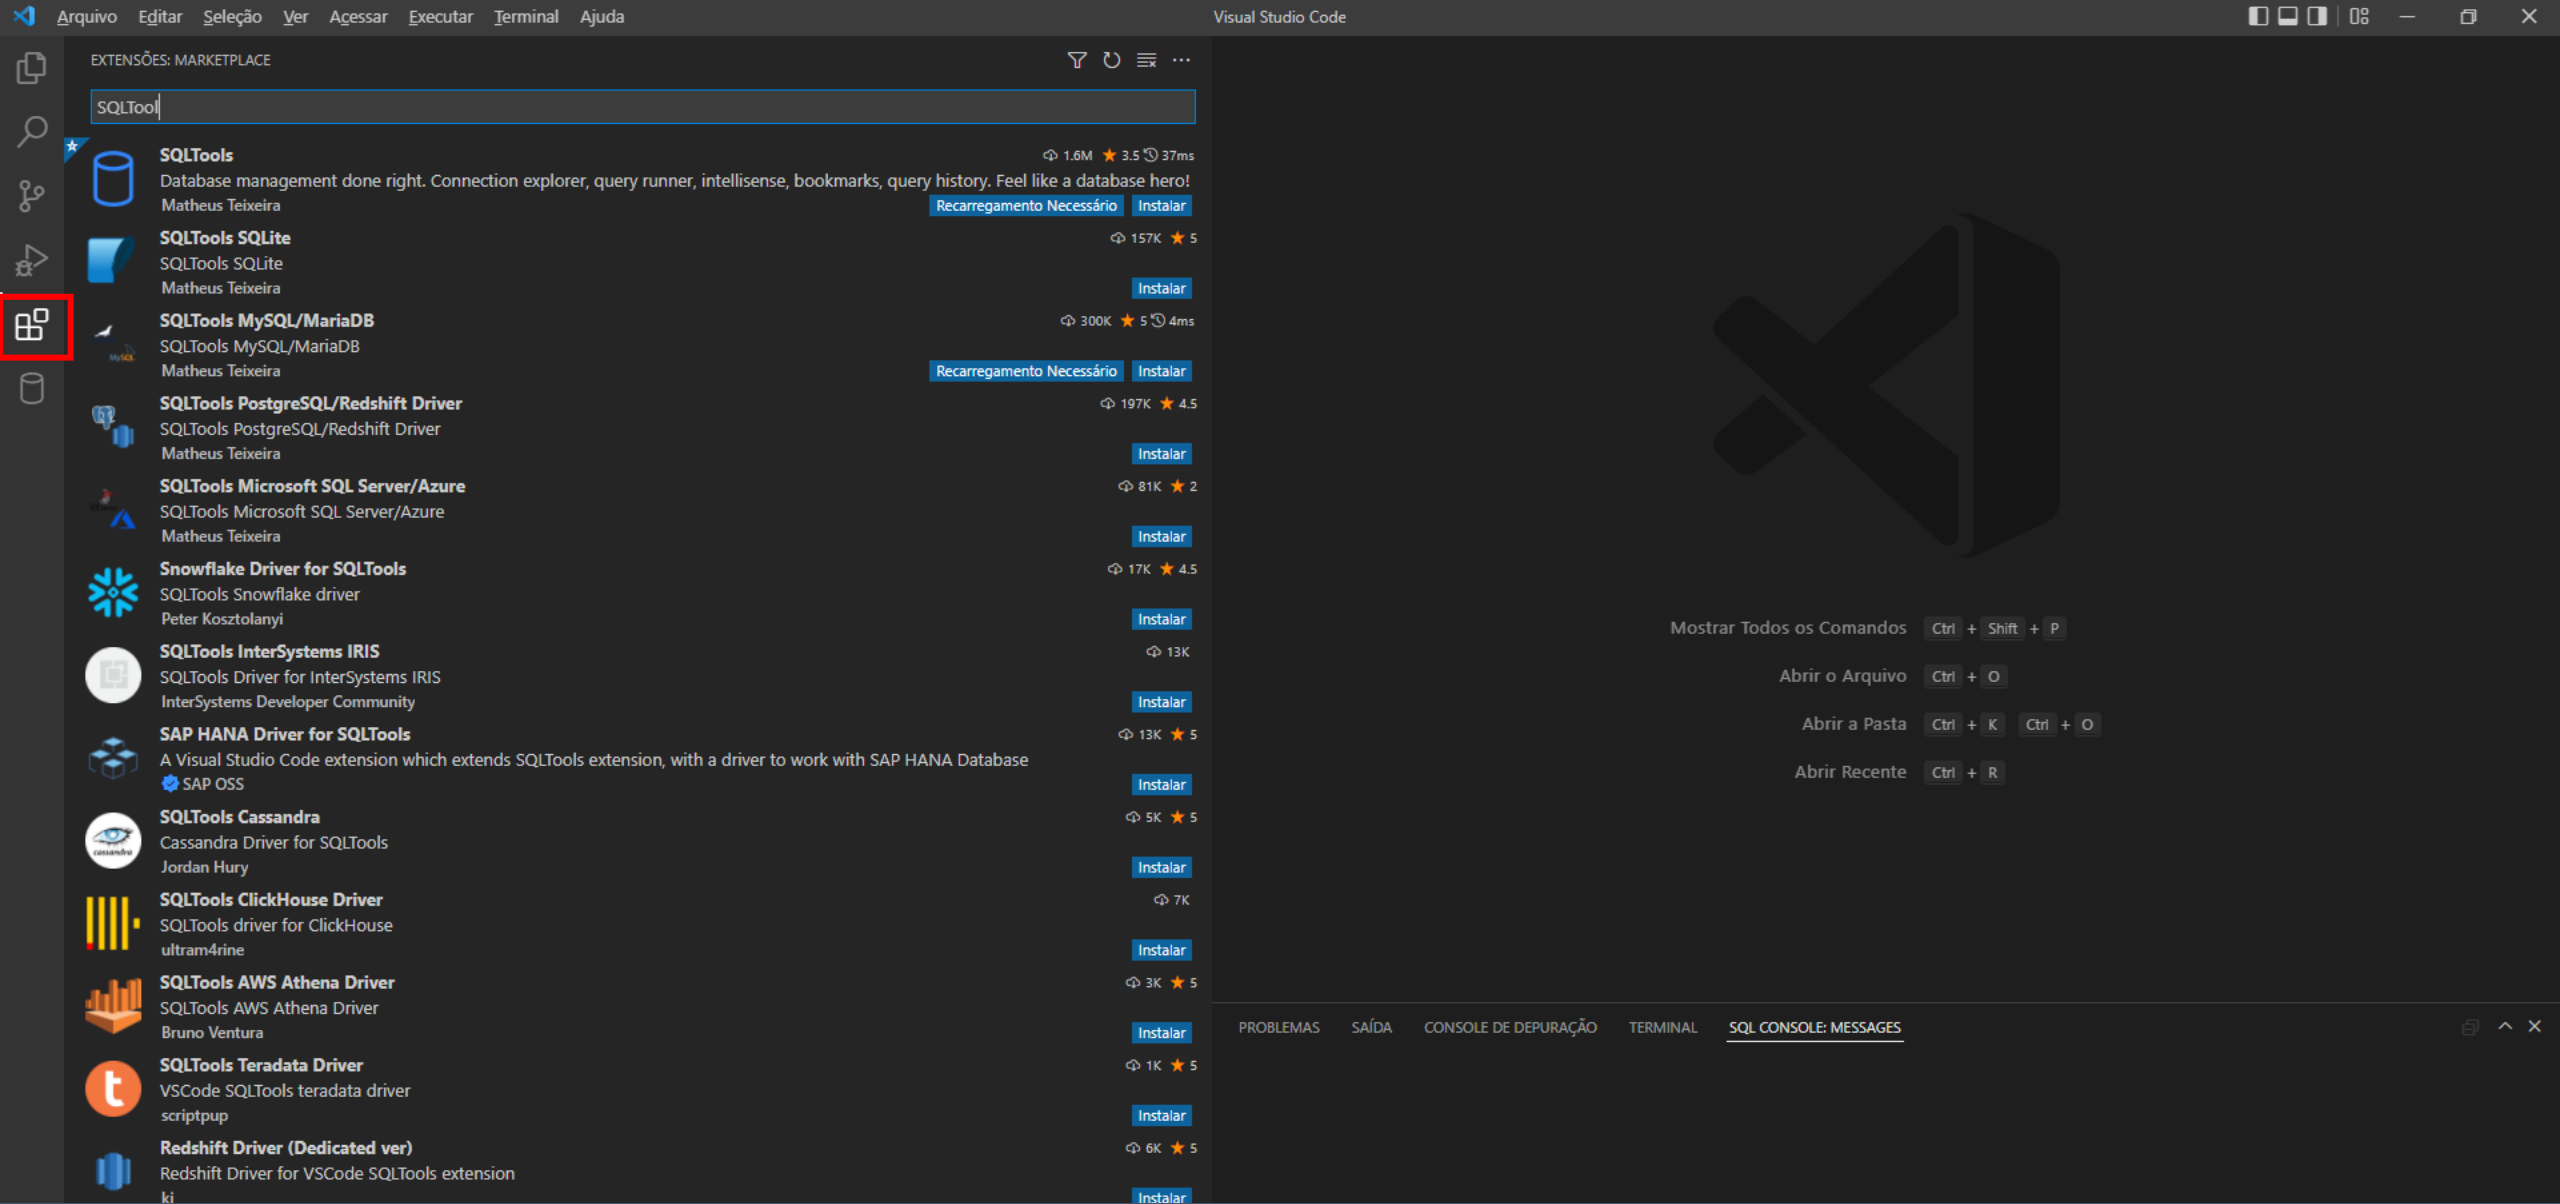 Arquivo Editar Seleção Ver Acessar Executar Terminal Ajuda
Visual Studio Code
EXTENSÕES: MARKETPLACE
SQLTool
SQLTools 1.6M 3.5 37ms
Database management done right. Connection explorer, query runner, intellisense, bookmarks, query history. Feel like a database hero!
Matheus Teixeira Recarregamento Necessário Instalar
SQLTools SQLite 157K 5
SQLTools SQLite
Matheus Teixeira Instalar
SQLTools MySQL/MariaDB 300K 5 4ms
MySQL
SQLTools MySQL/MariaDB
Matheus Teixeira Recarregamento Necessário Instalar
SQLTools PostgreSQL/Redshift Driver 197K 4.5
SQLTools PostgreSQL/Redshift Driver
Matheus Teixeira Instalar
SQLTools Microsoft SQL Server/Azure 81K 2
SQLTools Microsoft SQL Server/Azure
Matheus Teixeira Instalar
Snowflake Driver for SQLTools 17K 4.5
SQLTools Snowflake driver
Peter Kosztolanyi Instalar
SQLTools InterSystems IRIS 13K
SQLTools Driver for InterSystems IRIS
InterSystems Developer Community Instalar
SAP HANA Driver for SQLTools 13K 5
A Visual Studio Code extension which extends SQLTools extension, with a driver to work with SAP HANA Database
SAP OSS Instalar
SQLTools Cassandra 5K 5
cassandra
Cassandra Driver for SQLTools
Jordan Hury Instalar
SQLTools ClickHouse Driver 7K
SQLTools driver for ClickHouse
ultram4rine Instalar
SQLTools AWS Athena Driver 3K 5
SQLTools AWS Athena Driver
Bruno Ventura Instalar
SQLTools Teradata Driver 1K 5
t
VSCode SQLTools teradata driver
scriptpup Instalar
Redshift Driver (Dedicated ver) 6K 5
Redshift Driver for VSCode SQLTools extension
kj Instalar
Mostrar Todos os Comandos Ctrl + Shift + P
Abrir o Arquivo Ctrl + O
Abrir a Pasta Ctrl + K Ctrl + O
Abrir Recente Ctrl + R
PROBLEMAS SAÍDA CONSOLE DE DEPURAÇÃO TERMINAL SQL CONSOLE: MESSAGES